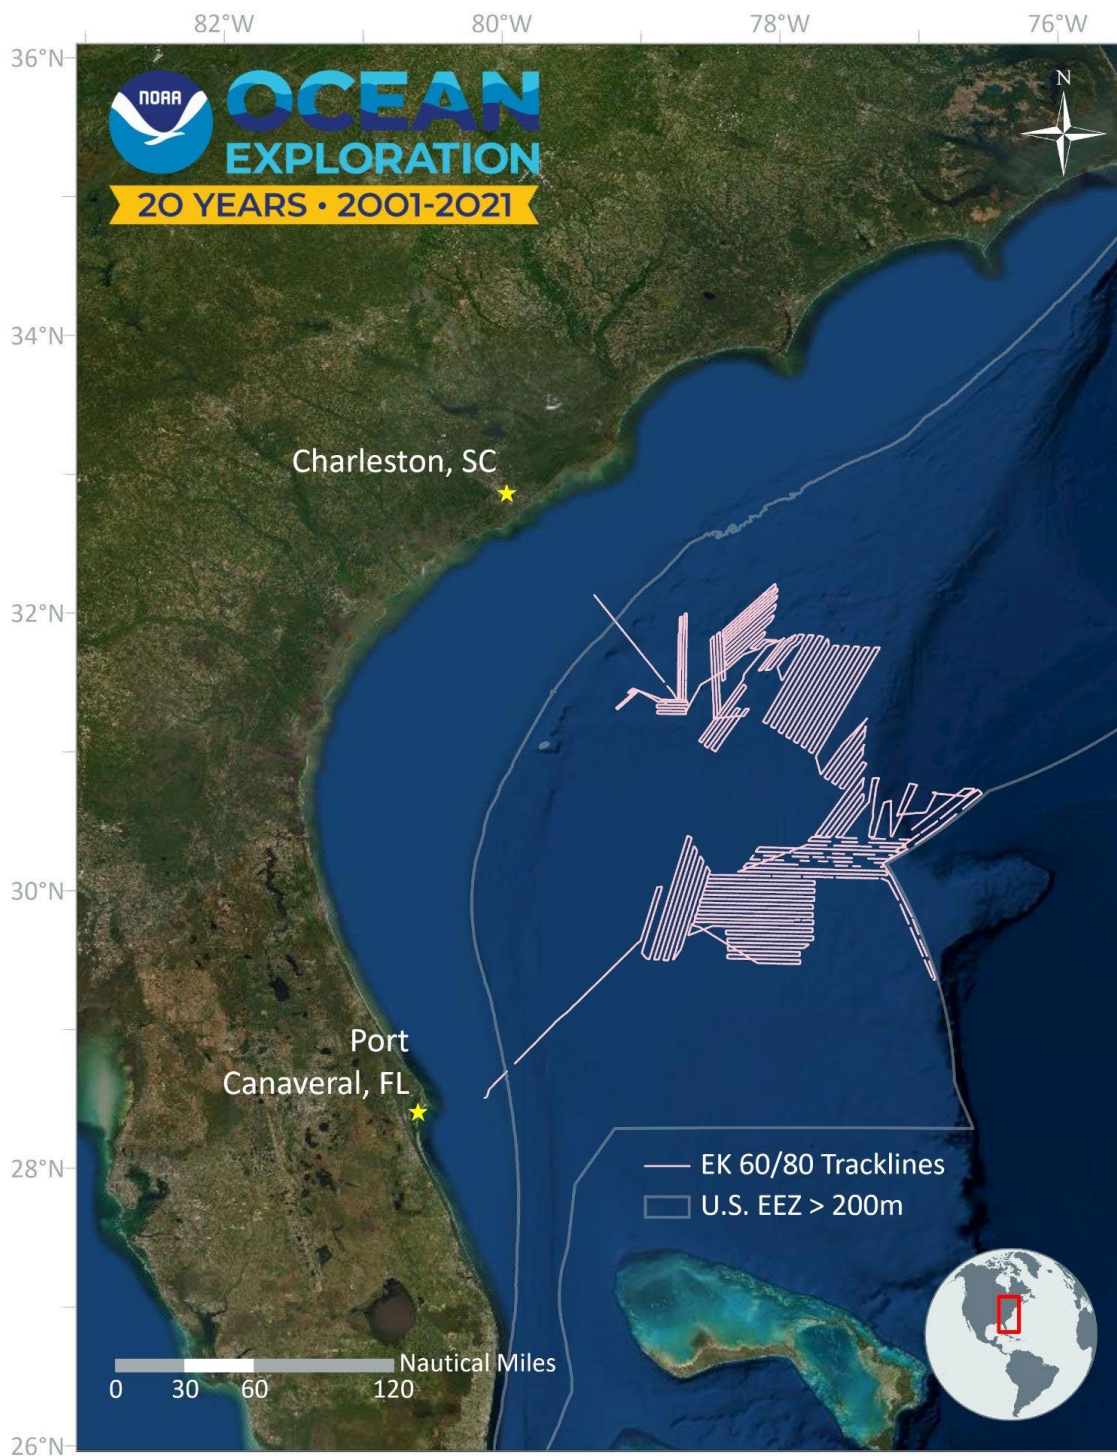 82°W 80°W 78°W 76°W
36°N
NOAA
OCEAN
EXPLORATION
20 YEARS • 2001-2021
N
34°N
Charleston, SC
32°N
30°N
Port
Canaveral, FL
28°N
EK 60/80 Tracklines
U.S. EEZ > 200m
Nautical Miles
0 30 60 120
26°N